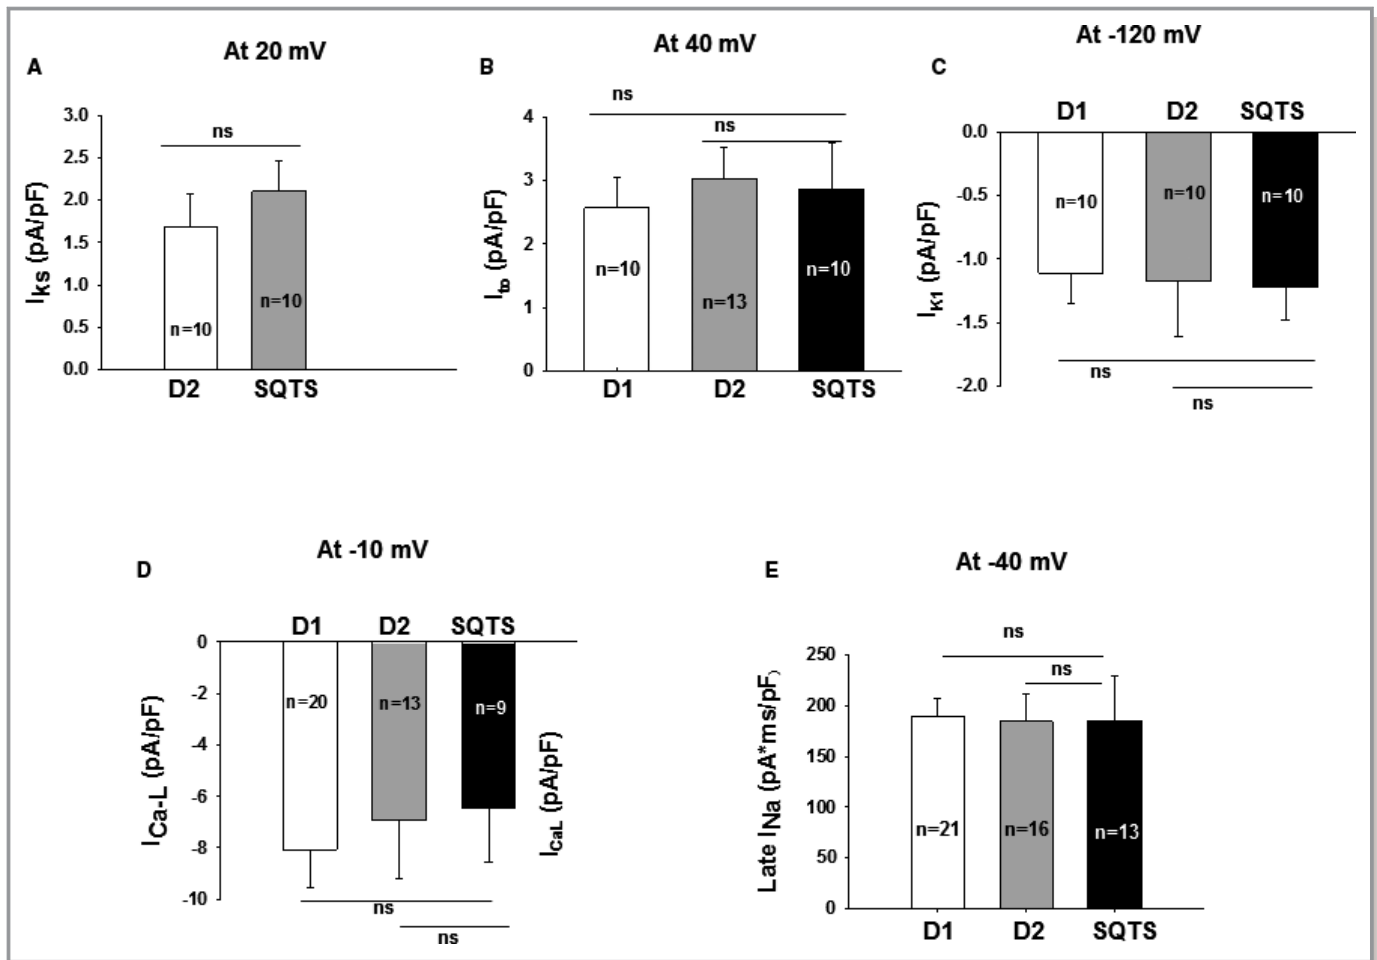 At 20 mV
At 40 mV
At -120 mV
A
B
C
3.0
2.5
2.0
1.5
1.0
0.5
0.0
Iks (pA/pF)
ns
n=10
n=10
D2
SQTS
4
3
2
1
0
Ito (pA/pF)
ns
ns
n=10
n=13
n=10
D1
D2
SQTS
D1
D2
SQTS
0.0
-0.5
-1.0
-1.5
-2.0
IK1 (pA/pF)
n=10
n=10
n=10
ns
ns
At -10 mV
At -40 mV
D
E
D1
D2
SQTS
0
-2
-4
-6
-8
-10
ICa-L (pA/pF)
n=20
n=13
n=9
ICaL (pA/pF)
ns
ns
ns
ns
250
200
150
100
50
0
Late INa (pA*ms/pF)
n=21
n=16
n=13
D1
D2
SQTS